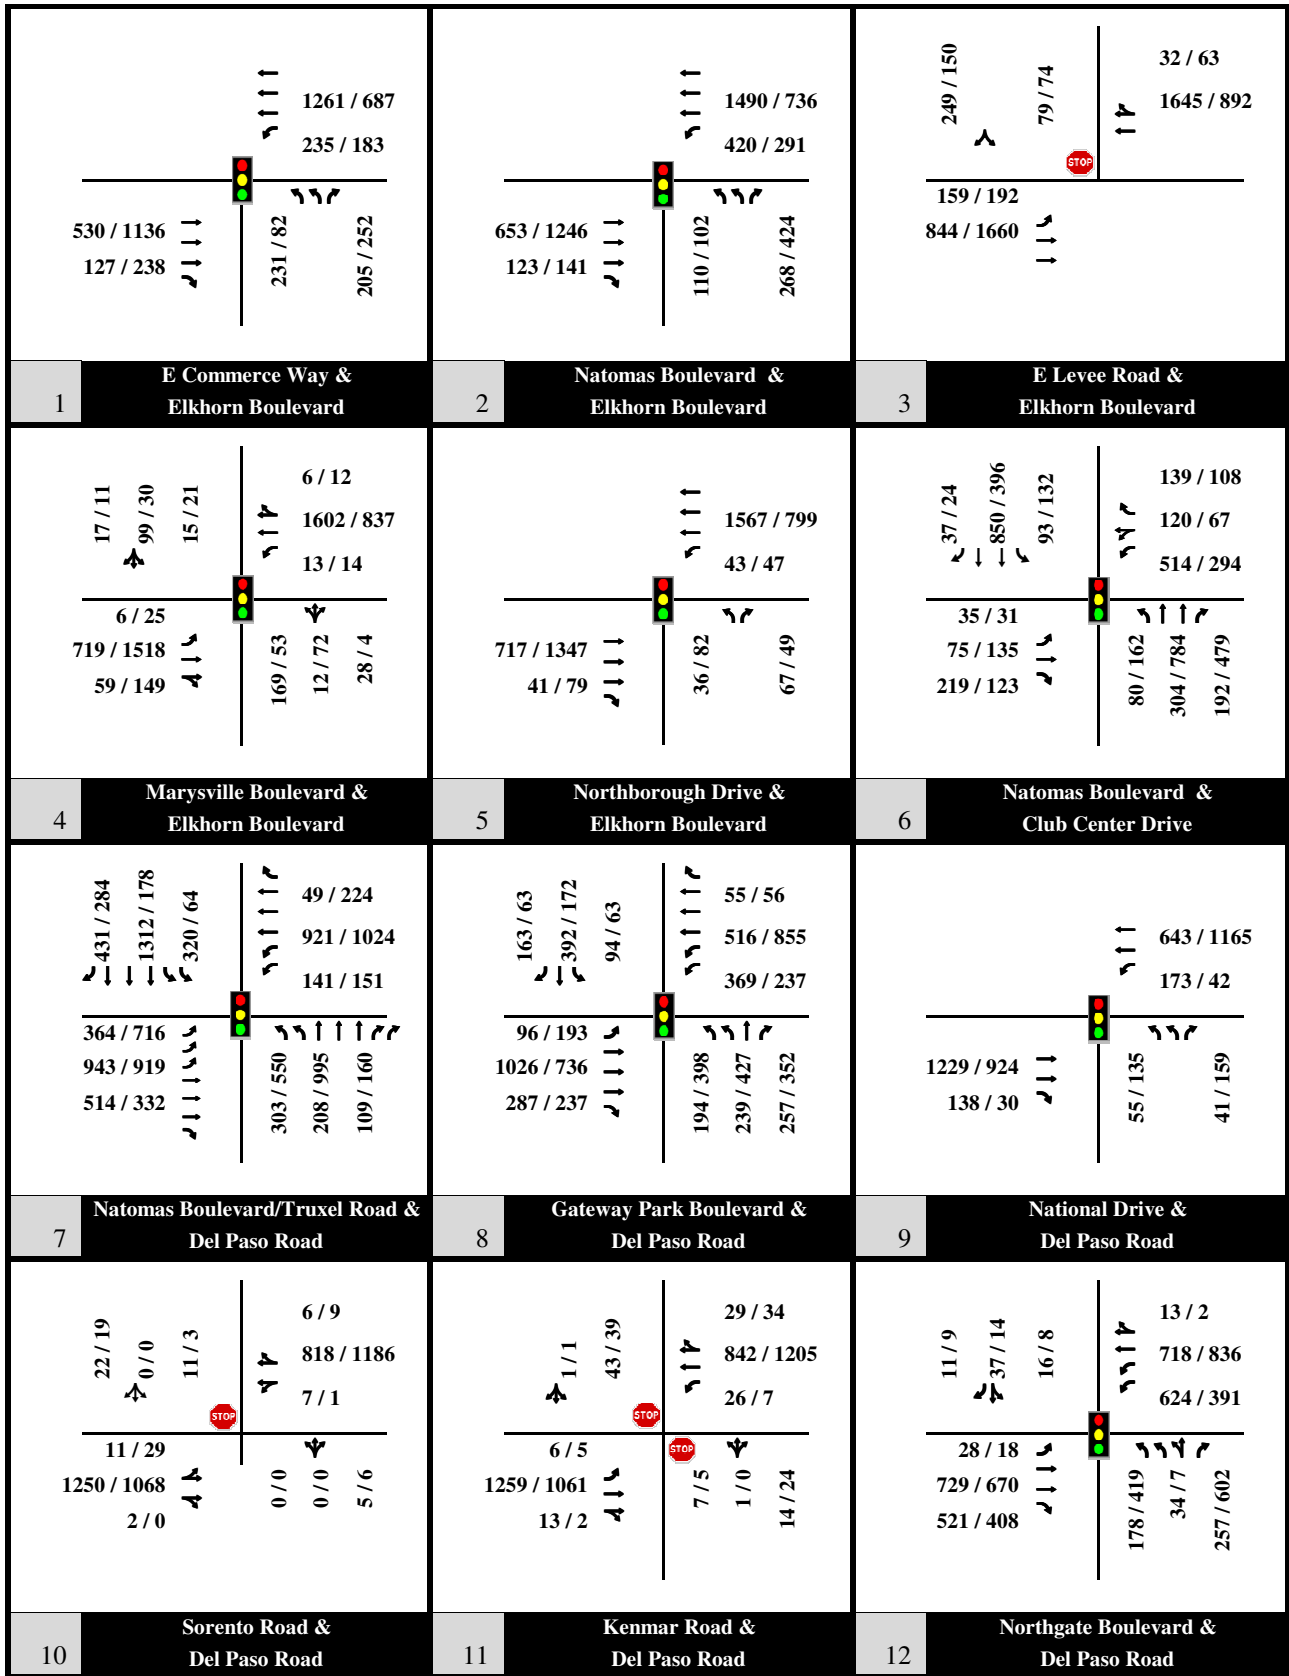 1261 / 687
235 / 183
530 / 1136
127 / 238
231 / 82
205 / 252
1
E Commerce Way &
Elkhorn Boulevard
1490 / 736
420 / 291
653 / 1246
123 / 141
110 / 102
268 / 424
2
Natomas Boulevard &
Elkhorn Boulevard
249 / 150
79 / 74
32 / 63
1645 / 892
STOP
159 / 192
844 / 1660
3
E Levee Road &
Elkhorn Boulevard
17 / 11
99 / 30
15 / 21
6 / 12
1602 / 837
13 / 14
6 / 25
719 / 1518
59 / 149
169 / 53
12 / 72
28 / 4
4
Marysville Boulevard &
Elkhorn Boulevard
1567 / 799
43 / 47
717 / 1347
41 / 79
36 / 82
67 / 49
5
Northborough Drive &
Elkhorn Boulevard
37 / 24
850 / 396
93 / 132
139 / 108
120 / 67
514 / 294
35 / 31
75 / 135
219 / 123
80 / 162
304 / 784
192 / 479
6
Natomas Boulevard &
Club Center Drive
431 / 284
1312 / 178
320 / 64
49 / 224
921 / 1024
141 / 151
364 / 716
943 / 919
514 / 332
303 / 550
208 / 995
109 / 160
7
Natomas Boulevard/Truxel Road &
Del Paso Road
163 / 63
392 / 172
94 / 63
55 / 56
516 / 855
369 / 237
96 / 193
1026 / 736
287 / 237
194 / 398
239 / 427
257 / 352
8
Gateway Park Boulevard &
Del Paso Road
643 / 1165
173 / 42
1229 / 924
138 / 30
55 / 135
41 / 159
9
National Drive &
Del Paso Road
22 / 19
0 / 0
11 / 3
6 / 9
818 / 1186
7 / 1
STOP
11 / 29
1250 / 1068
2 / 0
0 / 0
0 / 0
5 / 6
10
Sorento Road &
Del Paso Road
1 / 1
43 / 39
29 / 34
842 / 1205
26 / 7
STOP
STOP
6 / 5
1259 / 1061
13 / 2
7 / 5
1 / 0
14 / 24
11
Kenmar Road &
Del Paso Road
11 / 9
37 / 14
16 / 8
13 / 2
718 / 836
624 / 391
28 / 18
729 / 670
521 / 408
178 / 419
34 / 7
257 / 602
12
Northgate Boulevard &
Del Paso Road